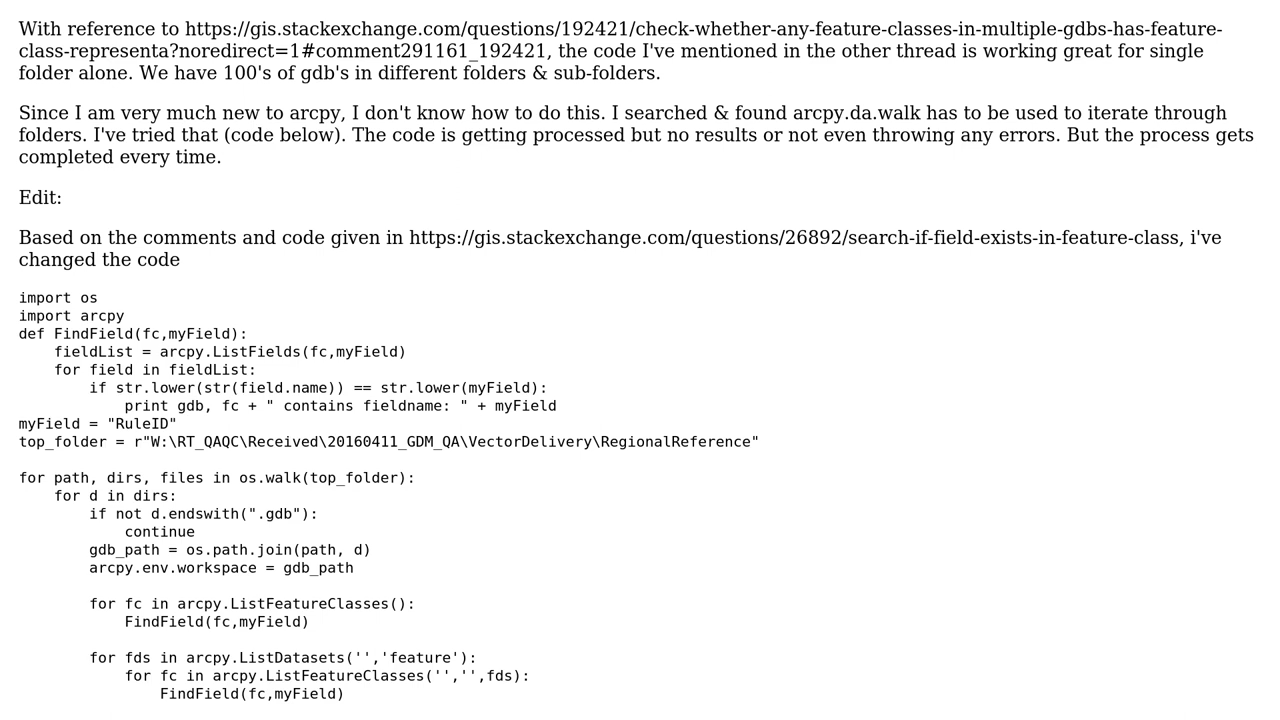 With reference to https://gis.stackexchange.com/questions/192421/check-whether-any-feature-classes-in-multiple-gdbs-has-feature-
class-representa?noredirect=1#comment291161_192421, the code I've mentioned in the other thread is working great for single
folder alone. We have 100's of gdb's in different folders & sub-folders.
Since I am very much new to arcpy, I don't know how to do this. I searched & found arcpy.da.walk has to be used to iterate through
folders. I've tried that (code below). The code is getting processed but no results or not even throwing any errors. But the process gets
completed every time.
Edit:
Based on the comments and code given in https://gis.stackexchange.com/questions/26892/search-if-field-exists-in-feature-class, i've
changed the code
import os
import arcpy
def FindField(fc,myField):
    fieldList = arcpy.ListFields(fc,myField)
    for field in fieldList:
        if str.lower(str(field.name)) == str.lower(myField):
            print gdb, fc + " contains fieldname: " + myField
myField = "RuleID"
top_folder = r"W:\RT_QAQC\Received\20160411_GDM_QA\VectorDelivery\RegionalReference"
for path, dirs, files in os.walk(top_folder):
    for d in dirs:
        if not d.endswith(".gdb"):
            continue
        gdb_path = os.path.join(path, d)
        arcpy.env.workspace = gdb_path
        for fc in arcpy.ListFeatureClasses():
            FindField(fc,myField)
        for fds in arcpy.ListDatasets('','feature'):
            for fc in arcpy.ListFeatureClasses('','',fds):
                FindField(fc,myField)